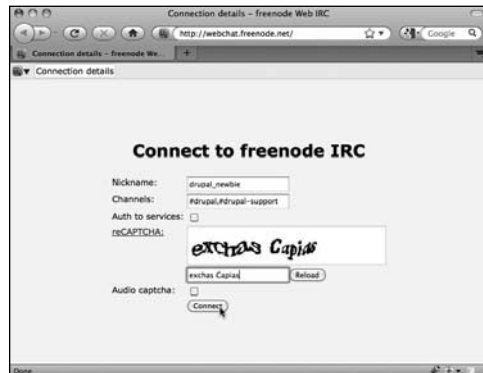 Connection details – freenode Web IRC
http://webchat.freenode.net/
Google
Connection details – freenode We...
Connection details
Connect to freenode IRC
Nickname: drupal_newbie
Channels: #drupal,#drupal-support
Auth to services:
reCAPTCHA:
exchas Capias
exchas Capias Reload
Audio captcha:
Connect
Done